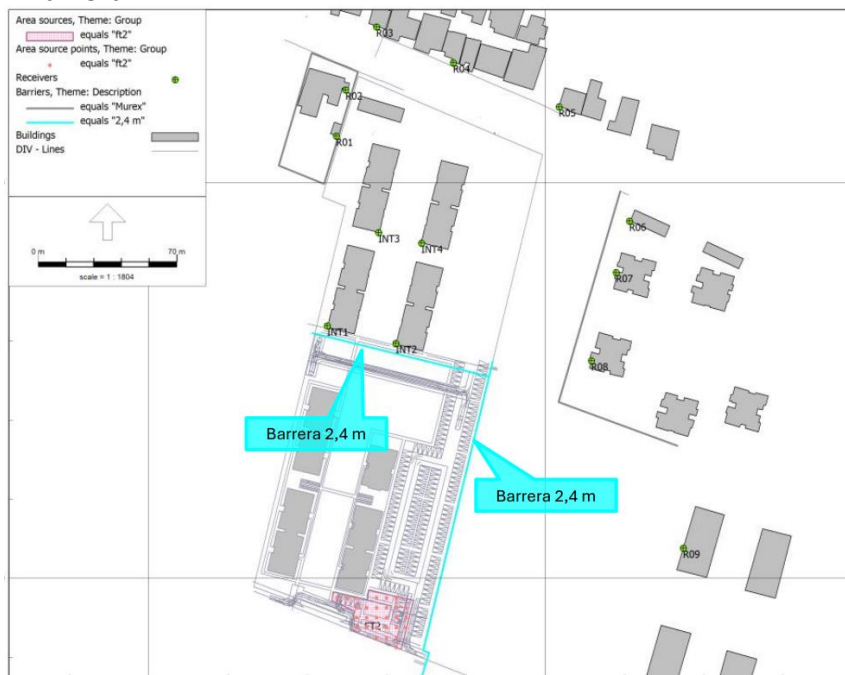 Area sources, Theme: Group
equals "ft2"
Area source points, Theme: Group
equals "ft2"
Receivers
Barriers, Theme: Description
equals "Murex"
equals "2,4 m"
Buildings
DIV - Lines
0 m
70 m
scale = 1 : 1804
R03
R04
R02
R05
R01
R06
INT3
INT4
R07
INT1
INT2
R08
Barrera 2,4 m
Barrera 2,4 m
R09
FT2